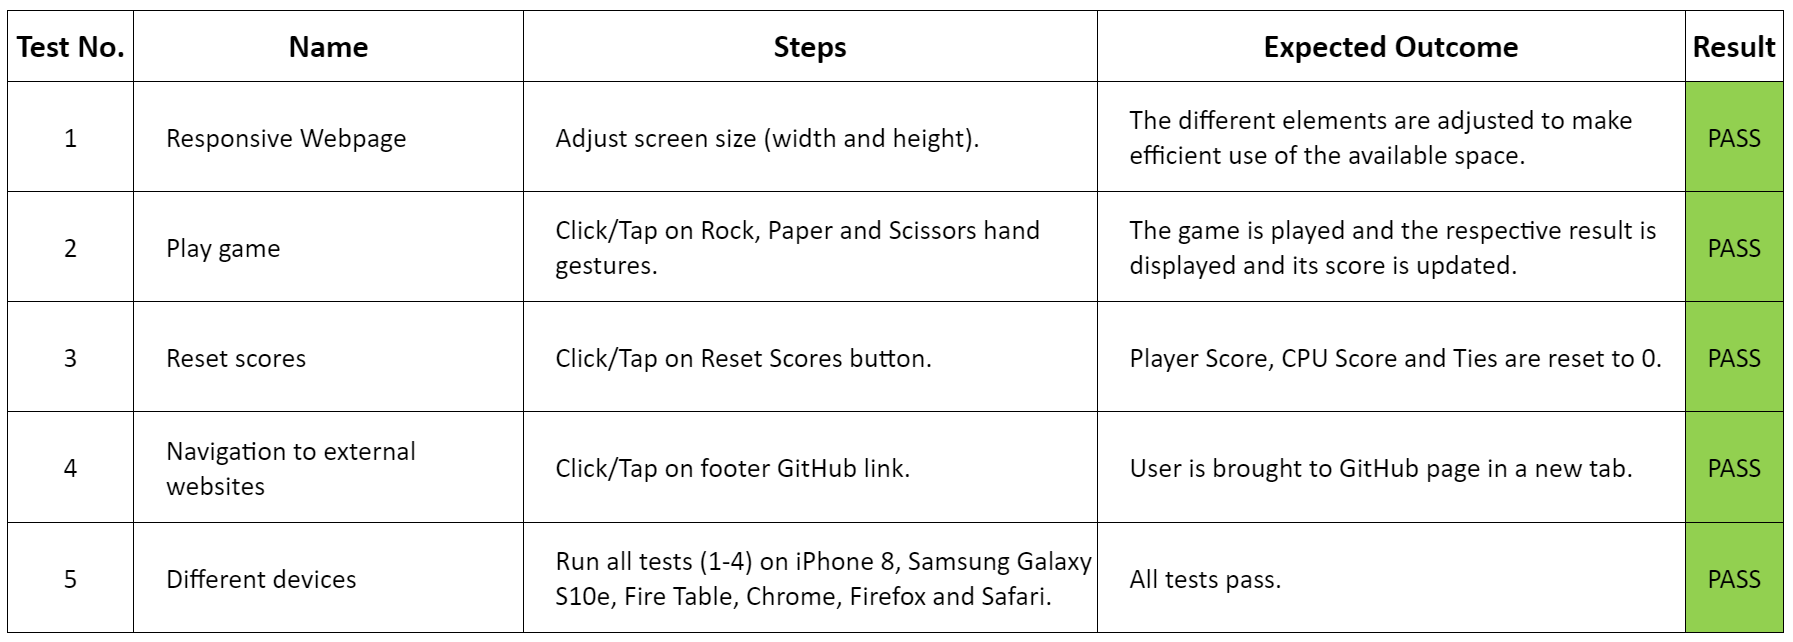 Test No. Name Steps Expected Outcome Result
1 Responsive Webpage Adjust screen size (width and height). The different elements are adjusted to make
efficient use of the available space. PASS
2 Play game Click/Tap on Rock, Paper and Scissors hand
gestures. The game is played and the respective result is
displayed and its score is updated. PASS
3 Reset scores Click/Tap on Reset Scores button. Player Score, CPU Score and Ties are reset to 0. PASS
4 Navigation to external
websites Click/Tap on footer GitHub link. User is brought to GitHub page in a new tab. PASS
5 Different devices Run all tests (1-4) on iPhone 8, Samsung Galaxy
S10e, Fire Table, Chrome, Firefox and Safari. All tests pass. PASS